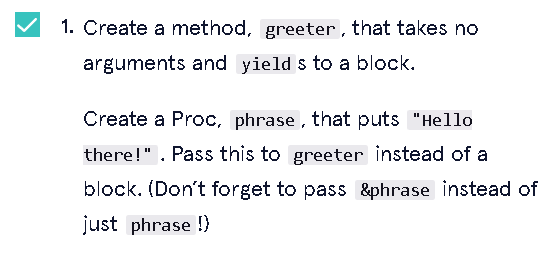 1. Create a method, greeter, that takes no
arguments and yields to a block.
Create a Proc, phrase, that puts "Hello
there!". Pass this to greeter instead of a
block. (Don't forget to pass &phrase instead of
just phrase!)